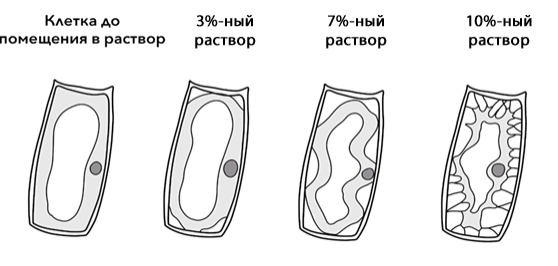 Клетка до
помещения в раствор
3%-ный
раствор
7%-ный
раствор
10%-ный
раствор